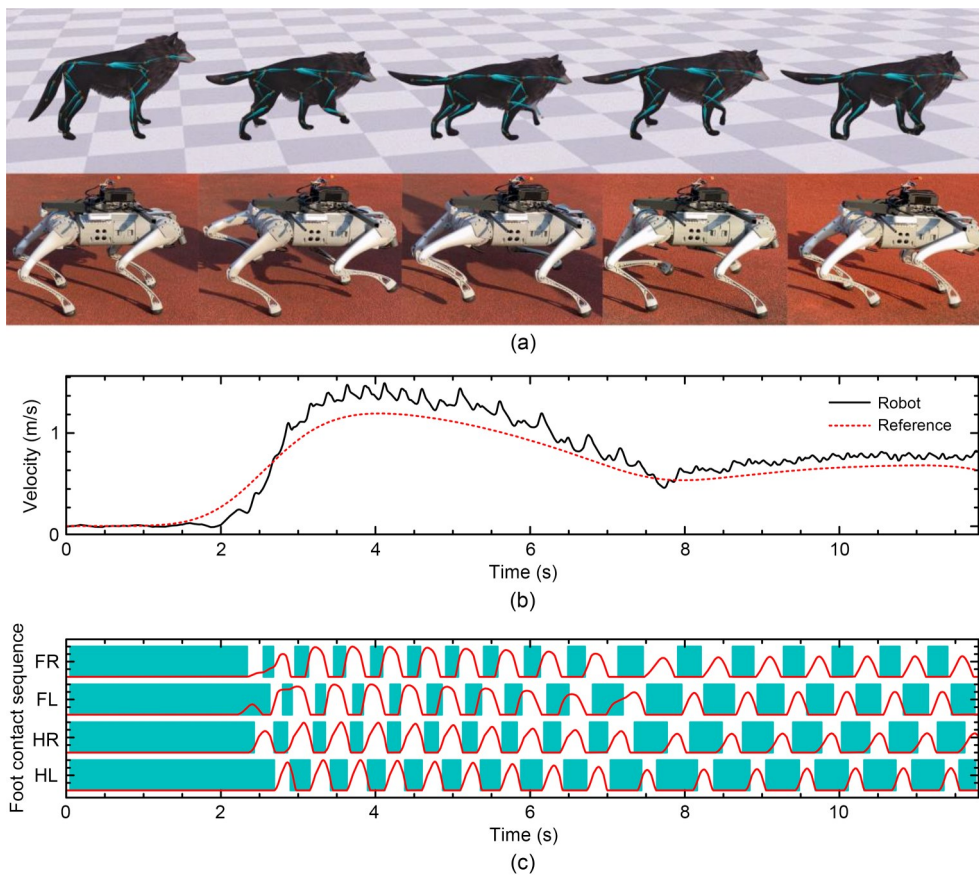 (a)
Velocity (m/s)
1
0
Robot
Reference
0 2 4 6 8 10
Time (s)
(b)
Foot contact sequence
FR
FL
HR
HL
0 2 4 6 8 10
Time (s)
(c)